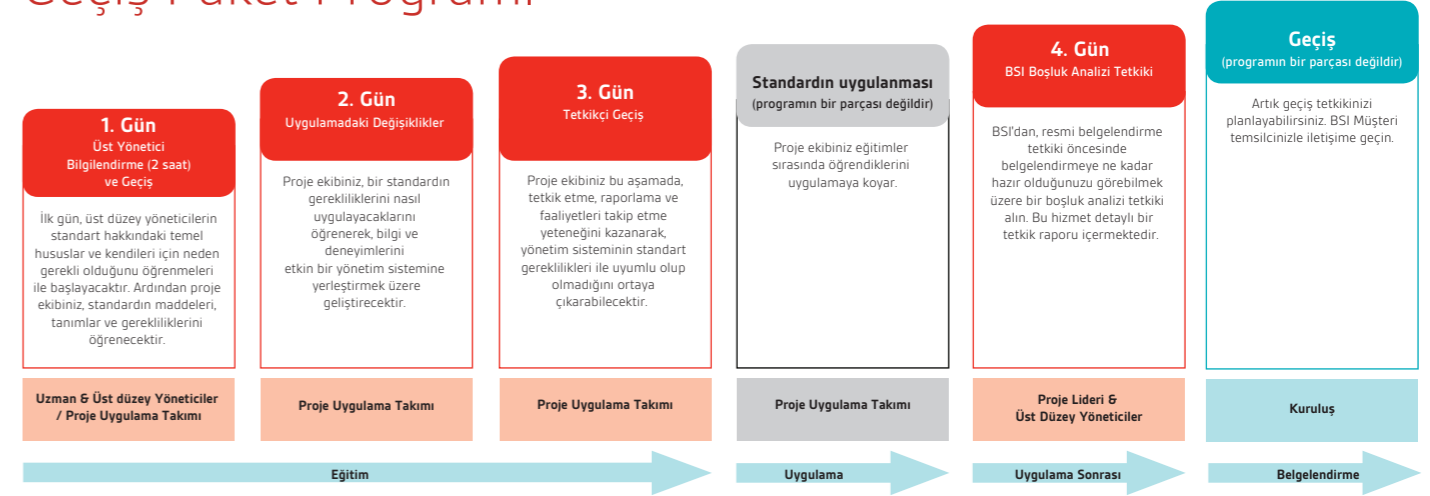 Geçiş Paket Programı
1. Gün
Üst Yönetici
Bilgilendirme (2 saat)
ve Geçiş
İlk gün, üst düzey yöneticilerin
standart hakkındaki temel
hususlar ve kendileri için neden
gerekli olduğunu öğrenmeleri
ile başlayacaktır. Ardından proje
ekibiniz, standardın maddeleri,
tanımlar ve gerekliliklerini
öğrenecektir.
Uzman & Üst düzey Yöneticiler
/ Proje Uygulama Takımı
2. Gün
Uygulamadaki Değişiklikler
Proje ekibiniz, bir standardın
gerekliliklerini nasıl
uygulayacaklarını
öğrenerek, bilgi ve
deneyimlerini
etkin bir yönetim sistemine
yerleştirmek üzere
geliştirecektir.
Proje Uygulama Takımı
3. Gün
Tetkikçi Geçiş
Proje ekibiniz bu aşamada,
tetkik etme, raporlama ve
faaliyetleri takip etme
yeteneğini kazanarak,
yönetim sisteminin standart
gereklilikleri ile uyumlu olup
olmadığını ortaya
çıkarabilecektir.
Proje Uygulama Takımı
Standardın uygulanması
(programın bir parçası değildir)
Proje ekibiniz eğitimler
sırasında öğrendiklerini
uygulamaya koyar.
Proje Uygulama Takımı
4. Gün
BSI Boşluk Analizi Tetkiki
BSI'dan, resmi belgelendirme
tetkiki öncesinde
belgelendirmeye ne kadar
hazır olduğunuzu görebilmek
üzere bir boşluk analizi tetkiki
alın. Bu hizmet detaylı bir
tetkik raporu içermektedir.
Proje Lideri &
Üst Düzey Yöneticiler
Geçiş
(programın bir parçası değildir)
Artık geçiş tetkikinizi
planlayabilirsiniz. BSI Müşteri
temsilcinizle iletişime geçin.
Kuruluş
Eğitim
Uygulama
Uygulama Sonrası
Belgelendirme